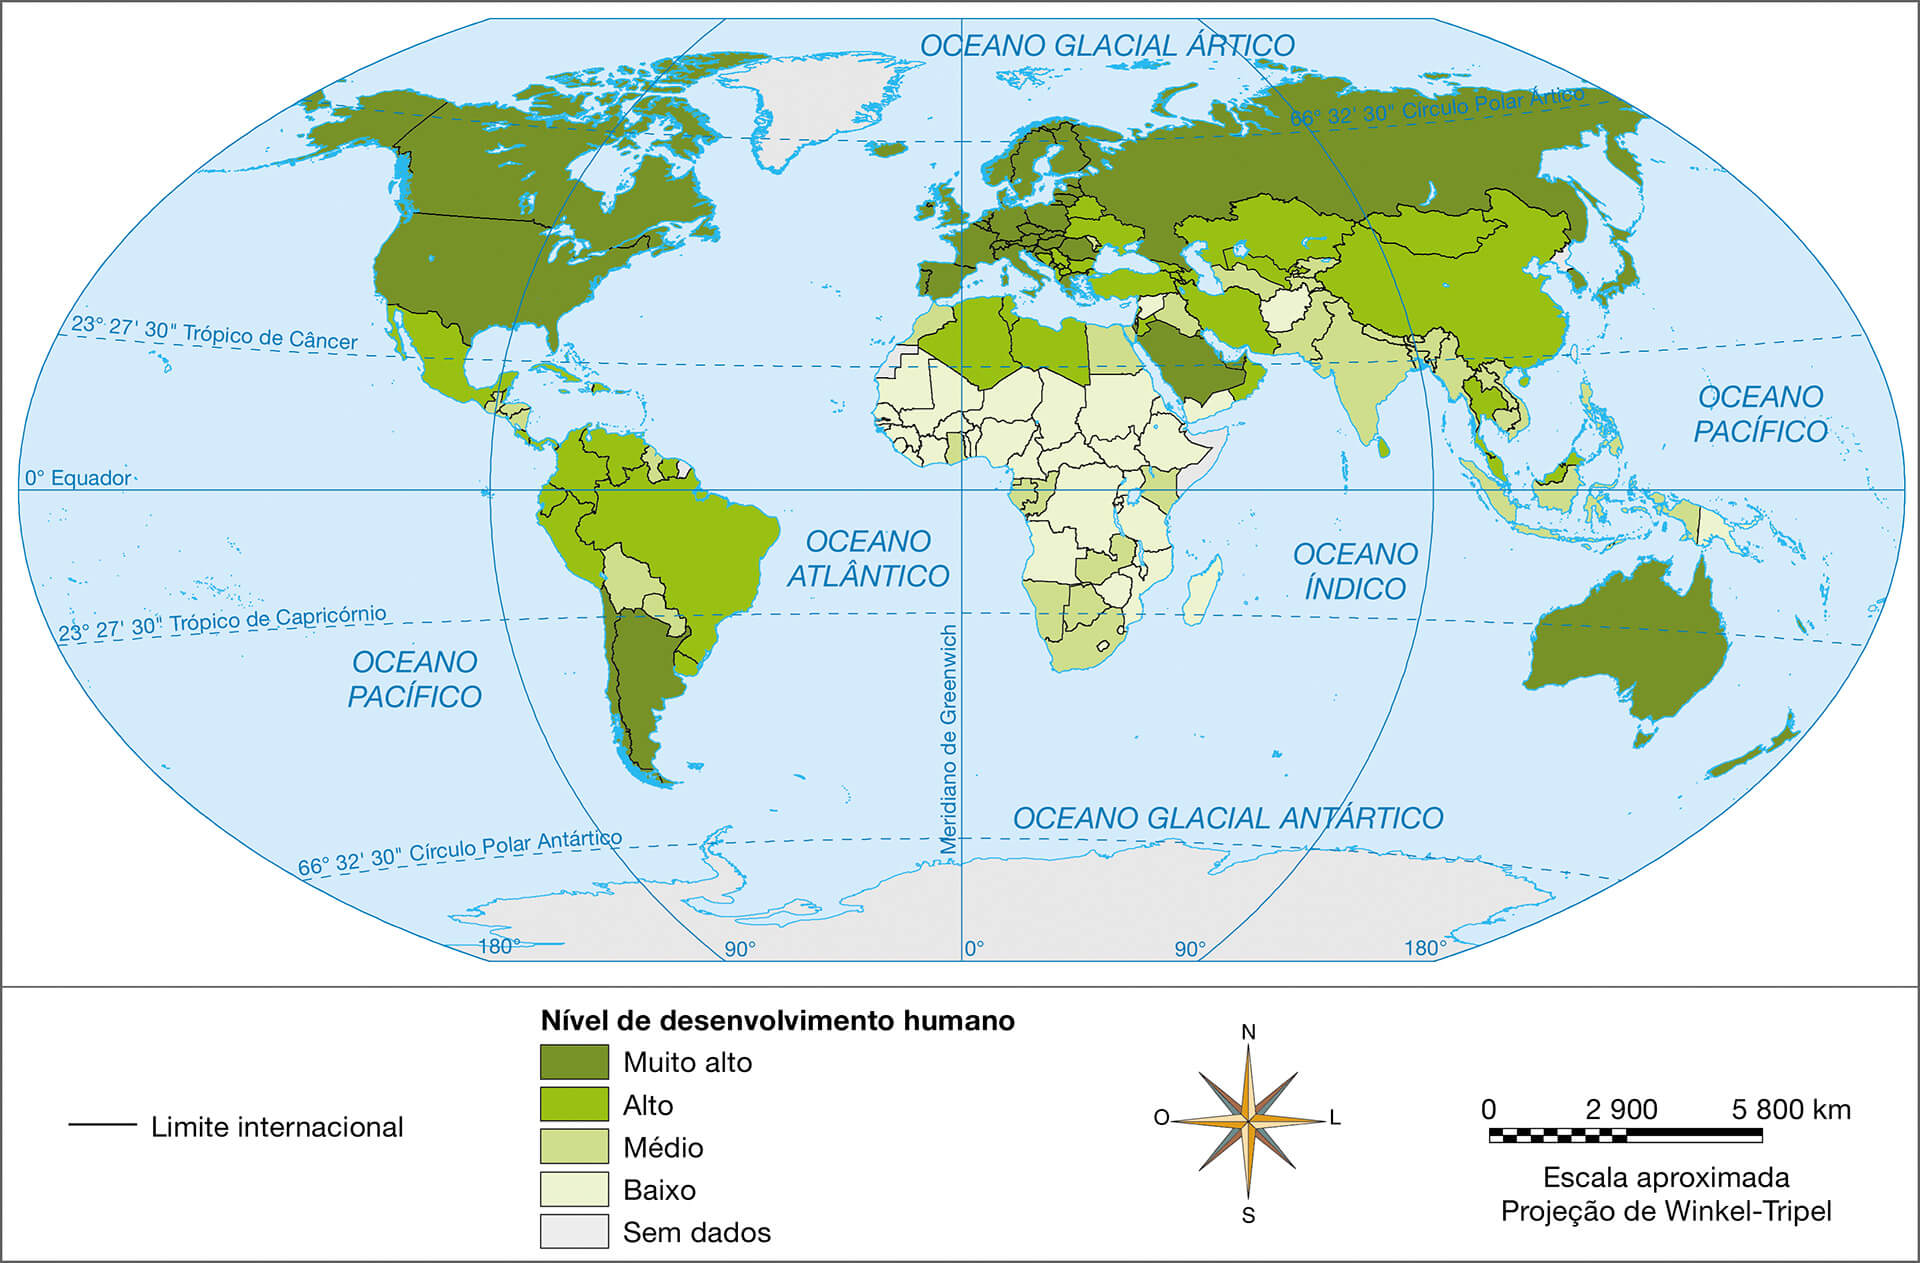 OCEANO GLACIAL ÁRTICO
66° 32' 30" Círculo Polar Ártico
23° 27' 30" Trópico de Câncer
OCEANO
PACÍFICO
0° Equador
OCEANO
ATLÂNTICO
OCEANO
ÍNDICO
23° 27' 30" Trópico de Capricórnio
OCEANO
PACÍFICO
Meridiano de Greenwich
OCEANO GLACIAL ANTÁRTICO
66° 32' 30" Círculo Polar Antártico
180°
90°
0°
90°
180°
Limite internacional
Nível de desenvolvimento humano
Muito alto
Alto
Médio
Baixo
Sem dados
N
O
L
S
0 2 900 5 800 km
Escala aproximada
Projeção de Winkel-Tripel